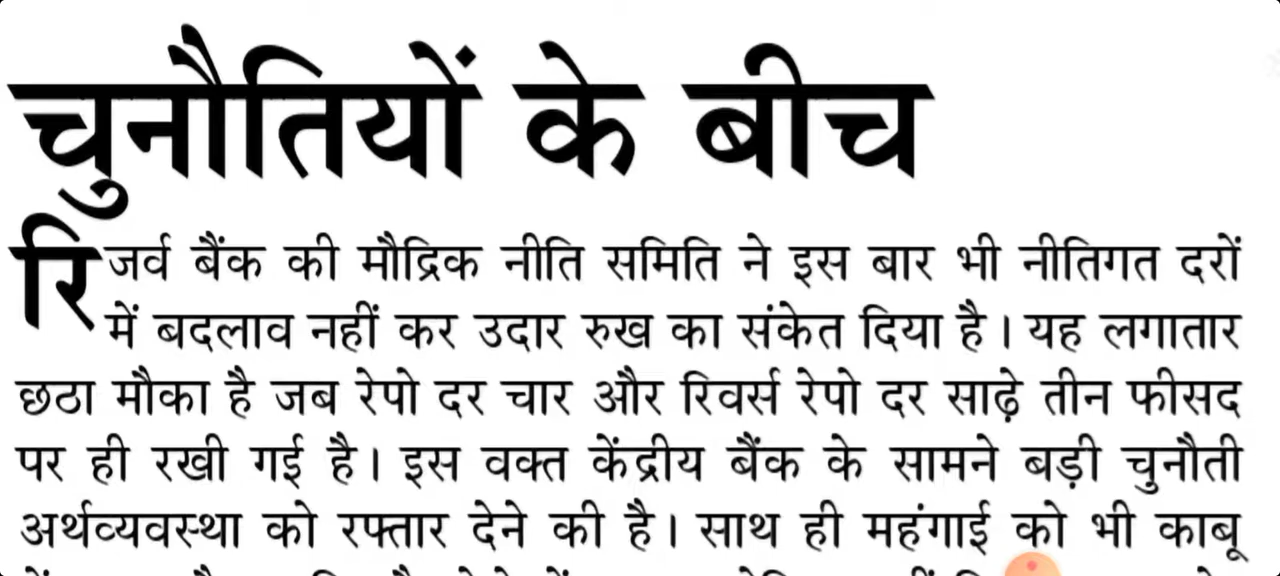 चुनौतियों के बीच
रिजर्व बैंक की मौद्रिक नीति समिति ने इस बार भी नीतिगत दरों
में बदलाव नहीं कर उदार रुख का संकेत दिया है। यह लगातार
छठा मौका है जब रेपो दर चार और रिवर्स रेपो दर साढ़े तीन फीसद
पर ही रखी गई है। इस वक्त केंद्रीय बैंक के सामने बड़ी चुनौती
अर्थव्यवस्था को रफ्तार देने की है। साथ ही महंगाई को भी काबू